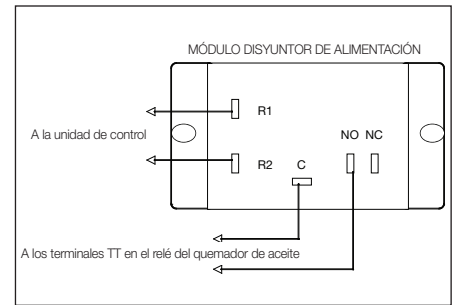 MÓDULO DISYUNTOR DE ALIMENTACIÓN
R1
A la unidad de control
NO NC
R2 C
A los terminales TT en el relé del quemador de aceite